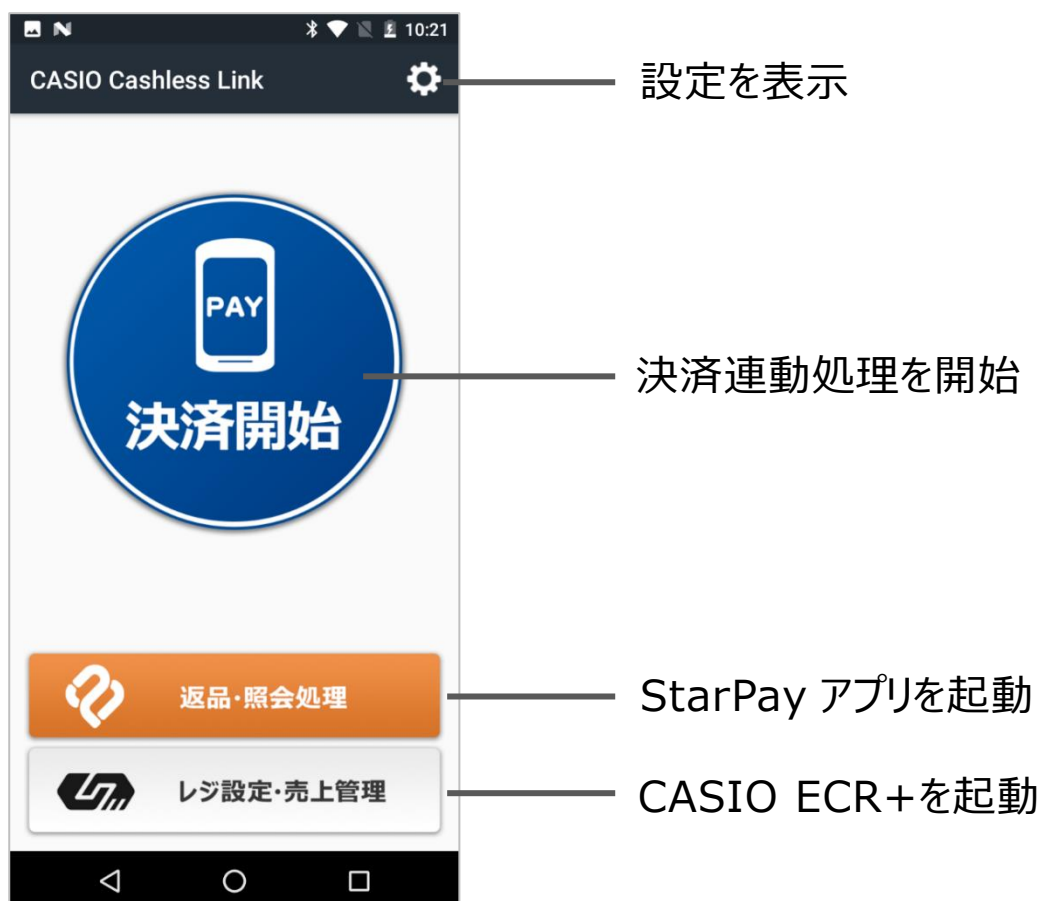 10:21
CASIO Cashless Link
設定を表示
PAY
決済開始
決済連動処理を開始
返品・照会処理
StarPay アプリを起動
レジ設定・売上管理
CASIO ECR+を起動